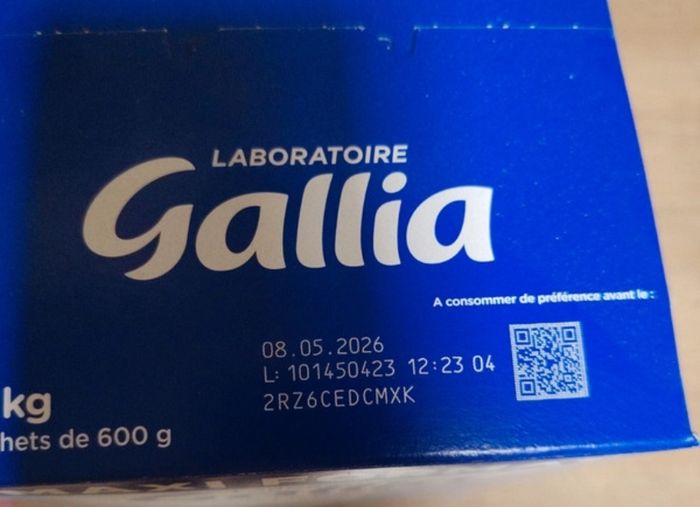 LABORATOIRE
Gallia
A consommer de préférence avant le :
08.05.2026
L: 101450423 12:23 04
2RZ6CEDCMXK
kg
hets de 600 g